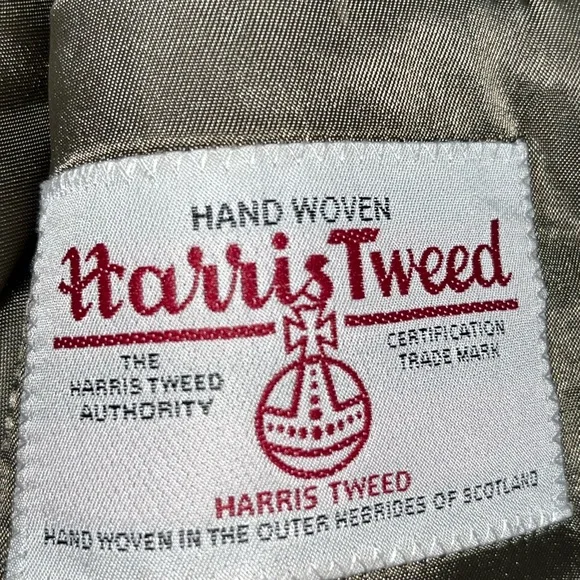 HAND WOVEN
Harris Tweed
THE
HARRIS TWEED
AUTHORITY
CERTIFICATION
TRADE MARK
HARRIS TWEED
HAND WOVEN IN THE OUTER HEBRIDES OF SCOTLAND